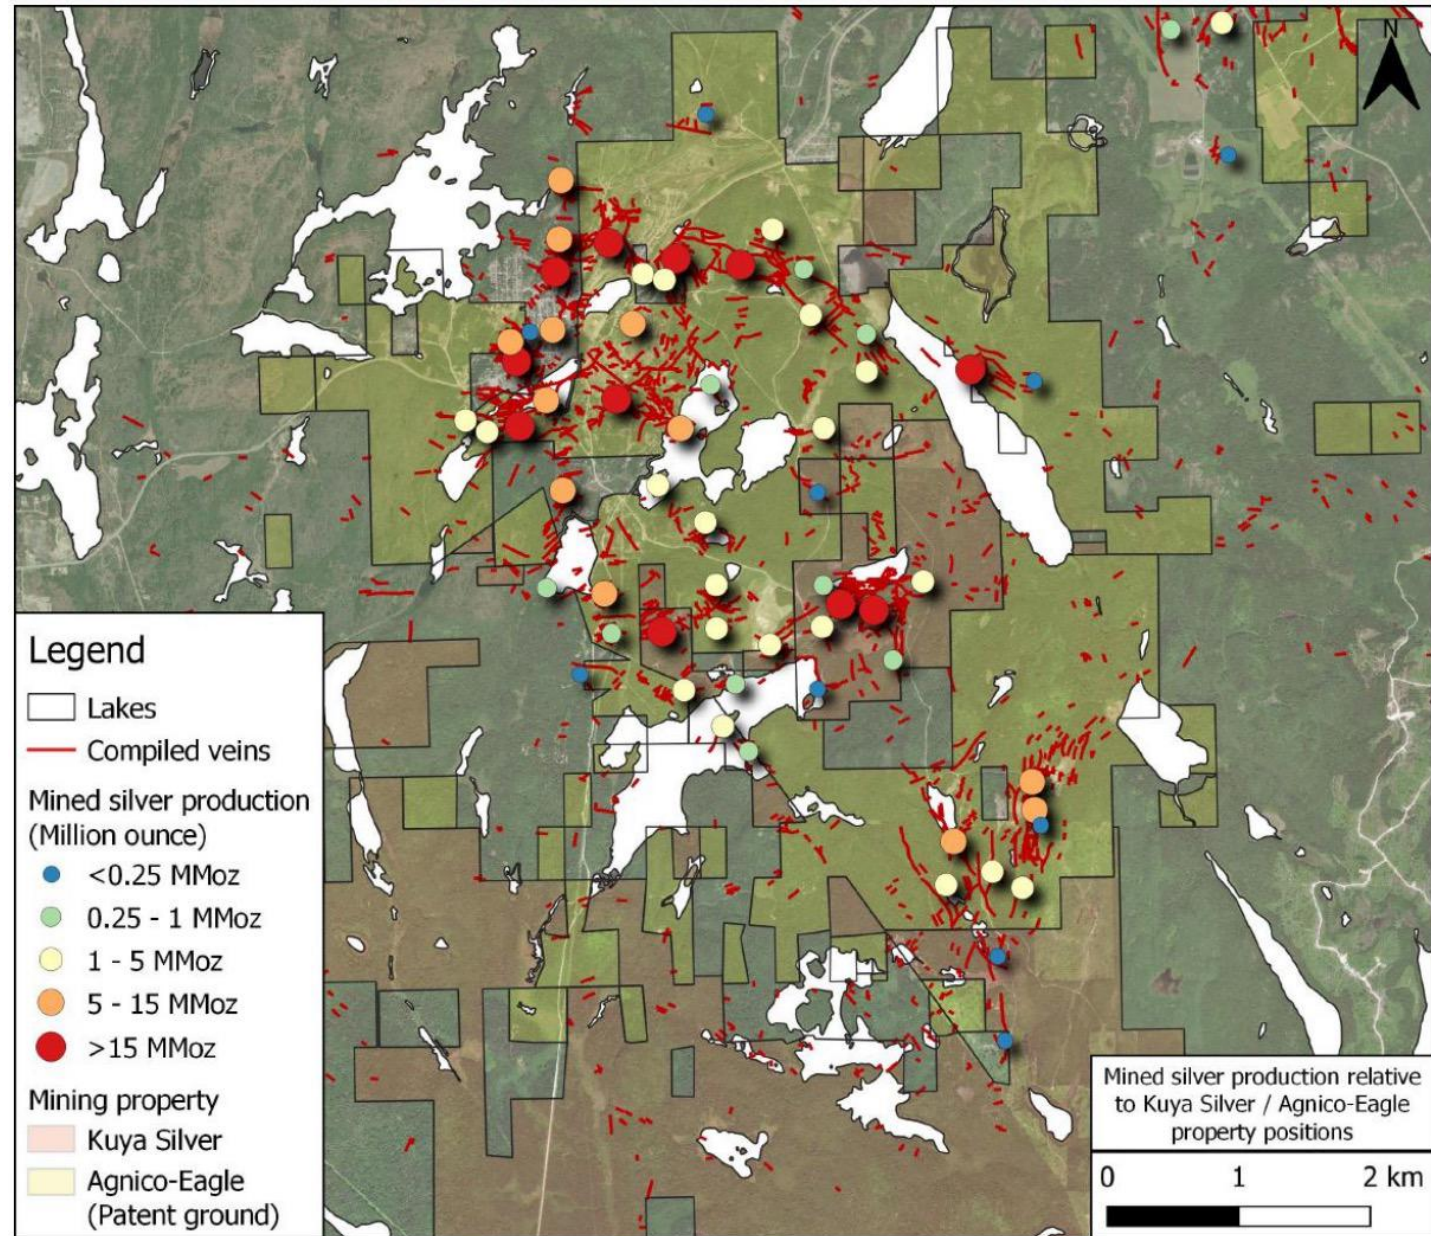 N
Legend
Lakes
Compiled veins
Mined silver production
(Million ounce)
<0.25 MMoz
0.25 - 1 MMoz
1 - 5 MMoz
5 - 15 MMoz
>15 MMoz
Mining property
Kuya Silver
Agnico-Eagle
(Patent ground)
Mined silver production relative
to Kuya Silver / Agnico-Eagle
property positions
0 1 2 km